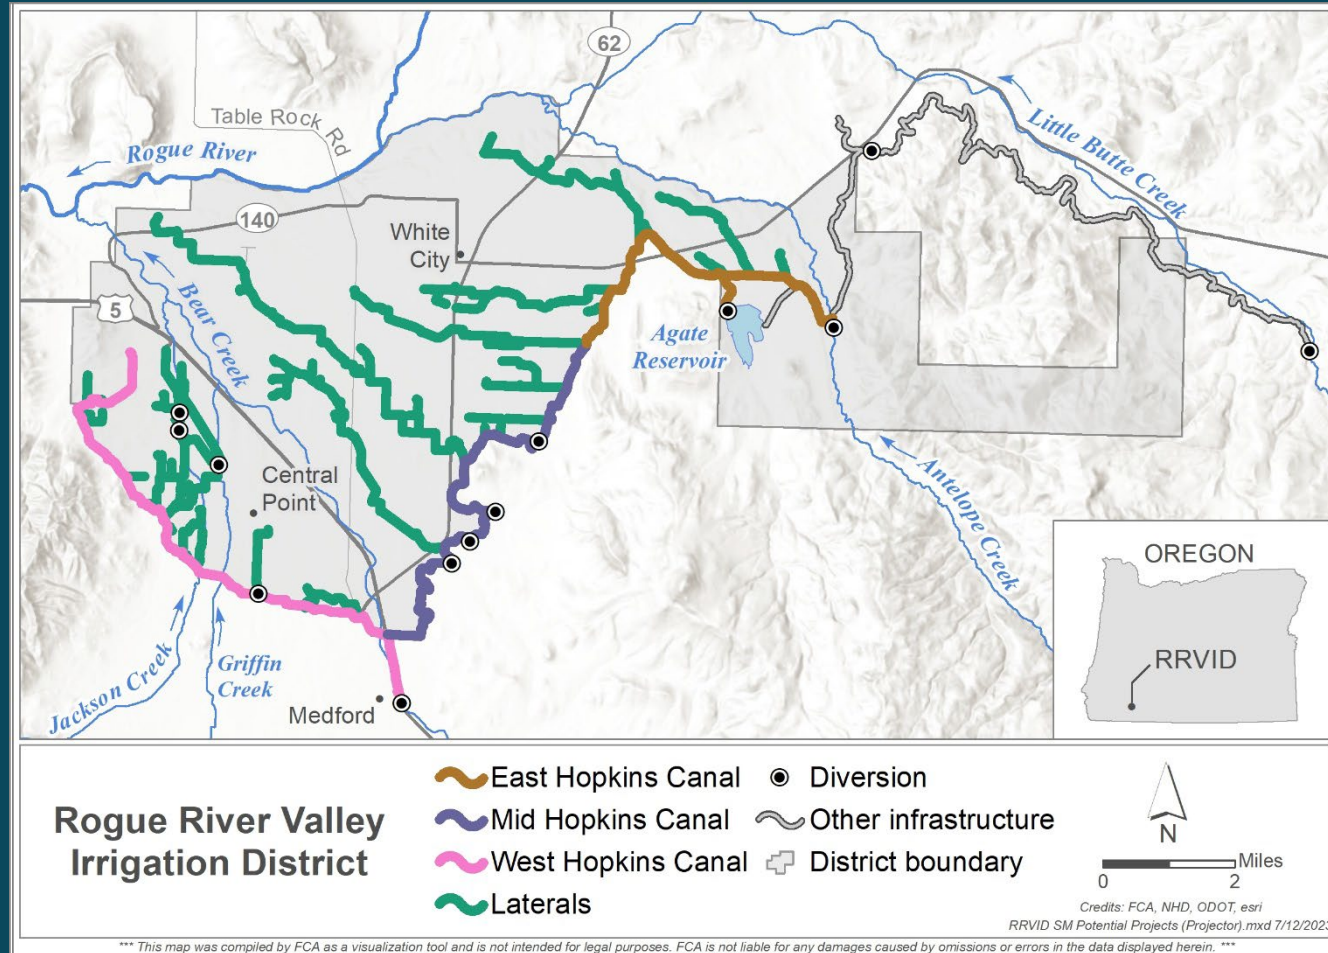 62
Table Rock
Rd
Rogue River
Little Butte Creek
140
White
City
Bear Creek
5
Agate
Reservoir
Central
Point
Antelope Creek
OREGON
RRVID
Griffin
Creek
Jackson Creek
Medford
Rogue River Valley
Irrigation District
East Hopkins Canal
Mid Hopkins Canal
West Hopkins Canal
Laterals
Diversion
Other infrastructure
District boundary
N
Miles
0 2
Credits: FCA, NHD, ODOT, esri
RRVID SM Potential Projects (Projector).mxd 7/12/2023
*** This map was compiled by FCA as a visualization tool and is not intended for legal purposes. FCA is not liable for any damages caused by omissions or errors in the data displayed herein. ***